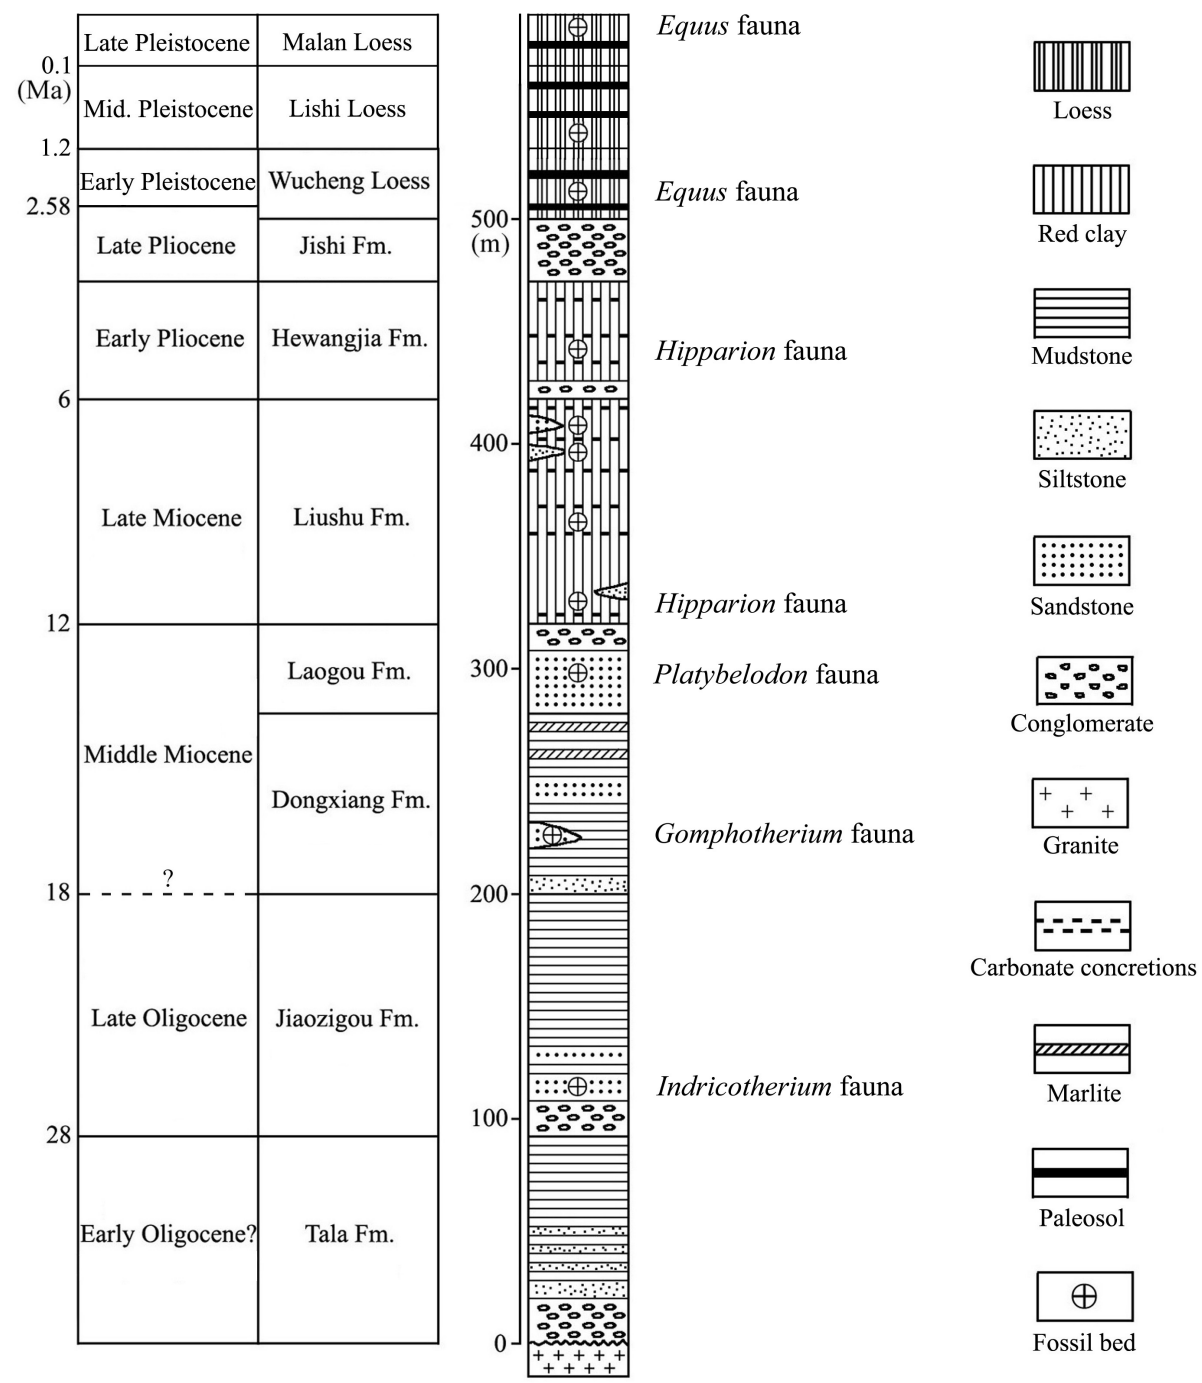 Late Pleistocene
Malan Loess
0.1
(Ma)
Mid. Pleistocene
Lishi Loess
1.2
Early Pleistocene
Wucheng Loess
2.58
Late Pliocene
Jishi Fm.
Early Pliocene
Hewangjia Fm.
6
Late Miocene
Liushu Fm.
12
Laogou Fm.
Middle Miocene
Dongxiang Fm.
?
18
Late Oligocene
Jiaozigou Fm.
28
Early Oligocene?
Tala Fm.
500
(m)
400
300
200
100
0
Equus fauna
Equus fauna
Hipparion fauna
Hipparion fauna
Platybelodon fauna
Gomphotherium fauna
Indricotherium fauna
Loess
Red clay
Mudstone
Siltstone
Sandstone
Conglomerate
Granite
Carbonate concretions
Marlite
Paleosol
Fossil bed